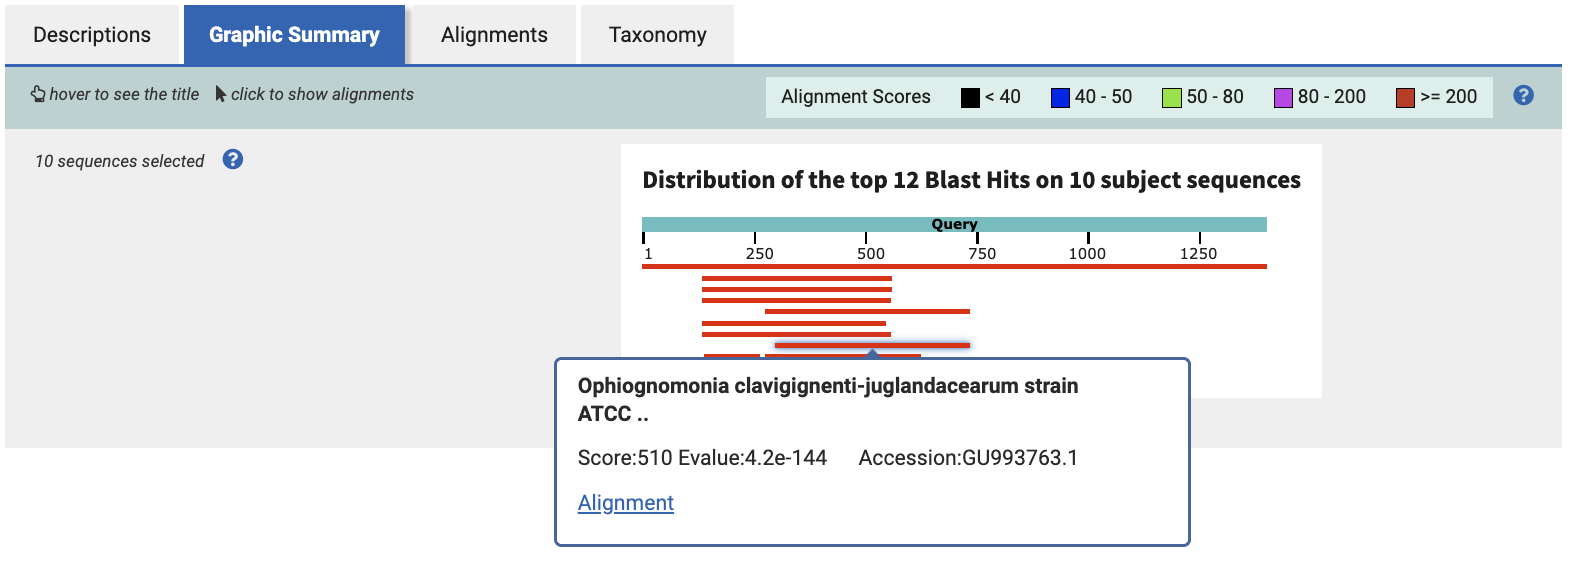 Descriptions Graphic Summary Alignments Taxonomy
hover to see the title click to show alignments Alignment Scores < 40 40 - 50 50 - 80 80 - 200 >= 200 ?
10 sequences selected ?
Distribution of the top 12 Blast Hits on 10 subject sequences
Query
1 250 500 750 1000 1250
Ophiognomonia clavigignenti-juglandacearum strain
ATCC ..
Score:510 Evalue:4.2e-144 Accession:GU993763.1
Alignment